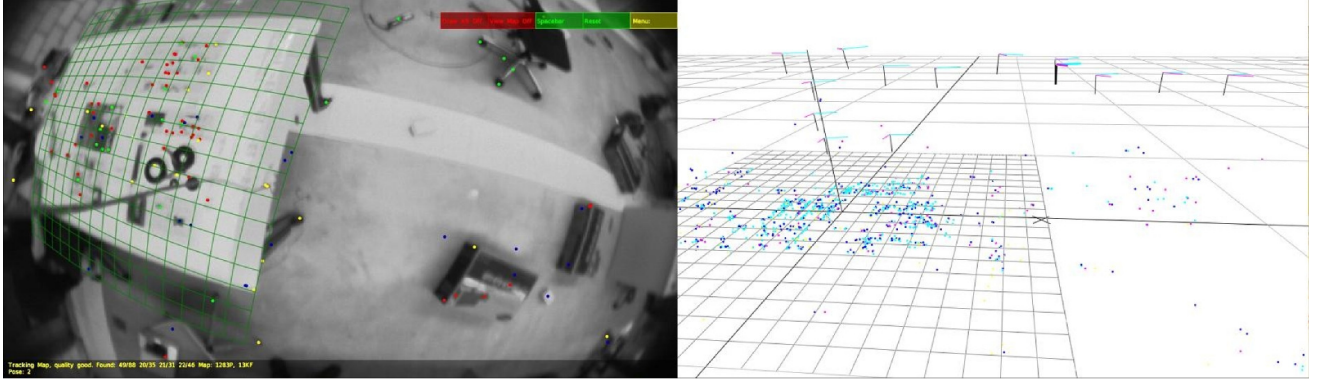 Spacebar
Reset
Menu:
Tracking Map, quality good. Found: 49/88 20/35 21/31 22/46 Map: 1283P, 13KF
Pose: 2